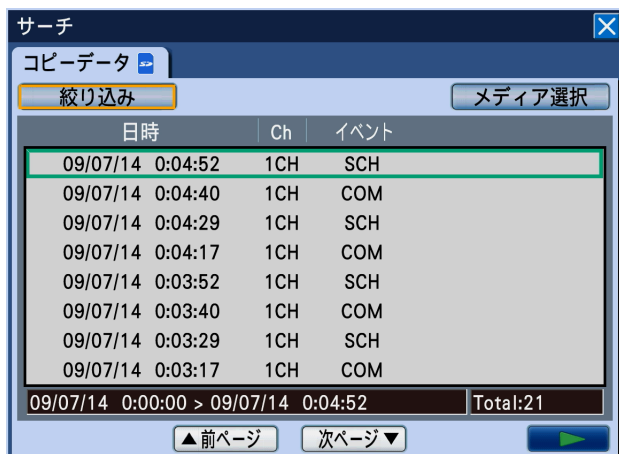 サーチ
コピーデータ
絞り込み メディア選択
日時 Ch イベント
09/07/14 0:04:52 1CH SCH
09/07/14 0:04:40 1CH COM
09/07/14 0:04:29 1CH SCH
09/07/14 0:04:17 1CH COM
09/07/14 0:03:52 1CH SCH
09/07/14 0:03:40 1CH COM
09/07/14 0:03:29 1CH SCH
09/07/14 0:03:17 1CH COM
09/07/14 0:00:00 > 09/07/14 0:04:52 Total:21
▲前ページ 次ページ▼